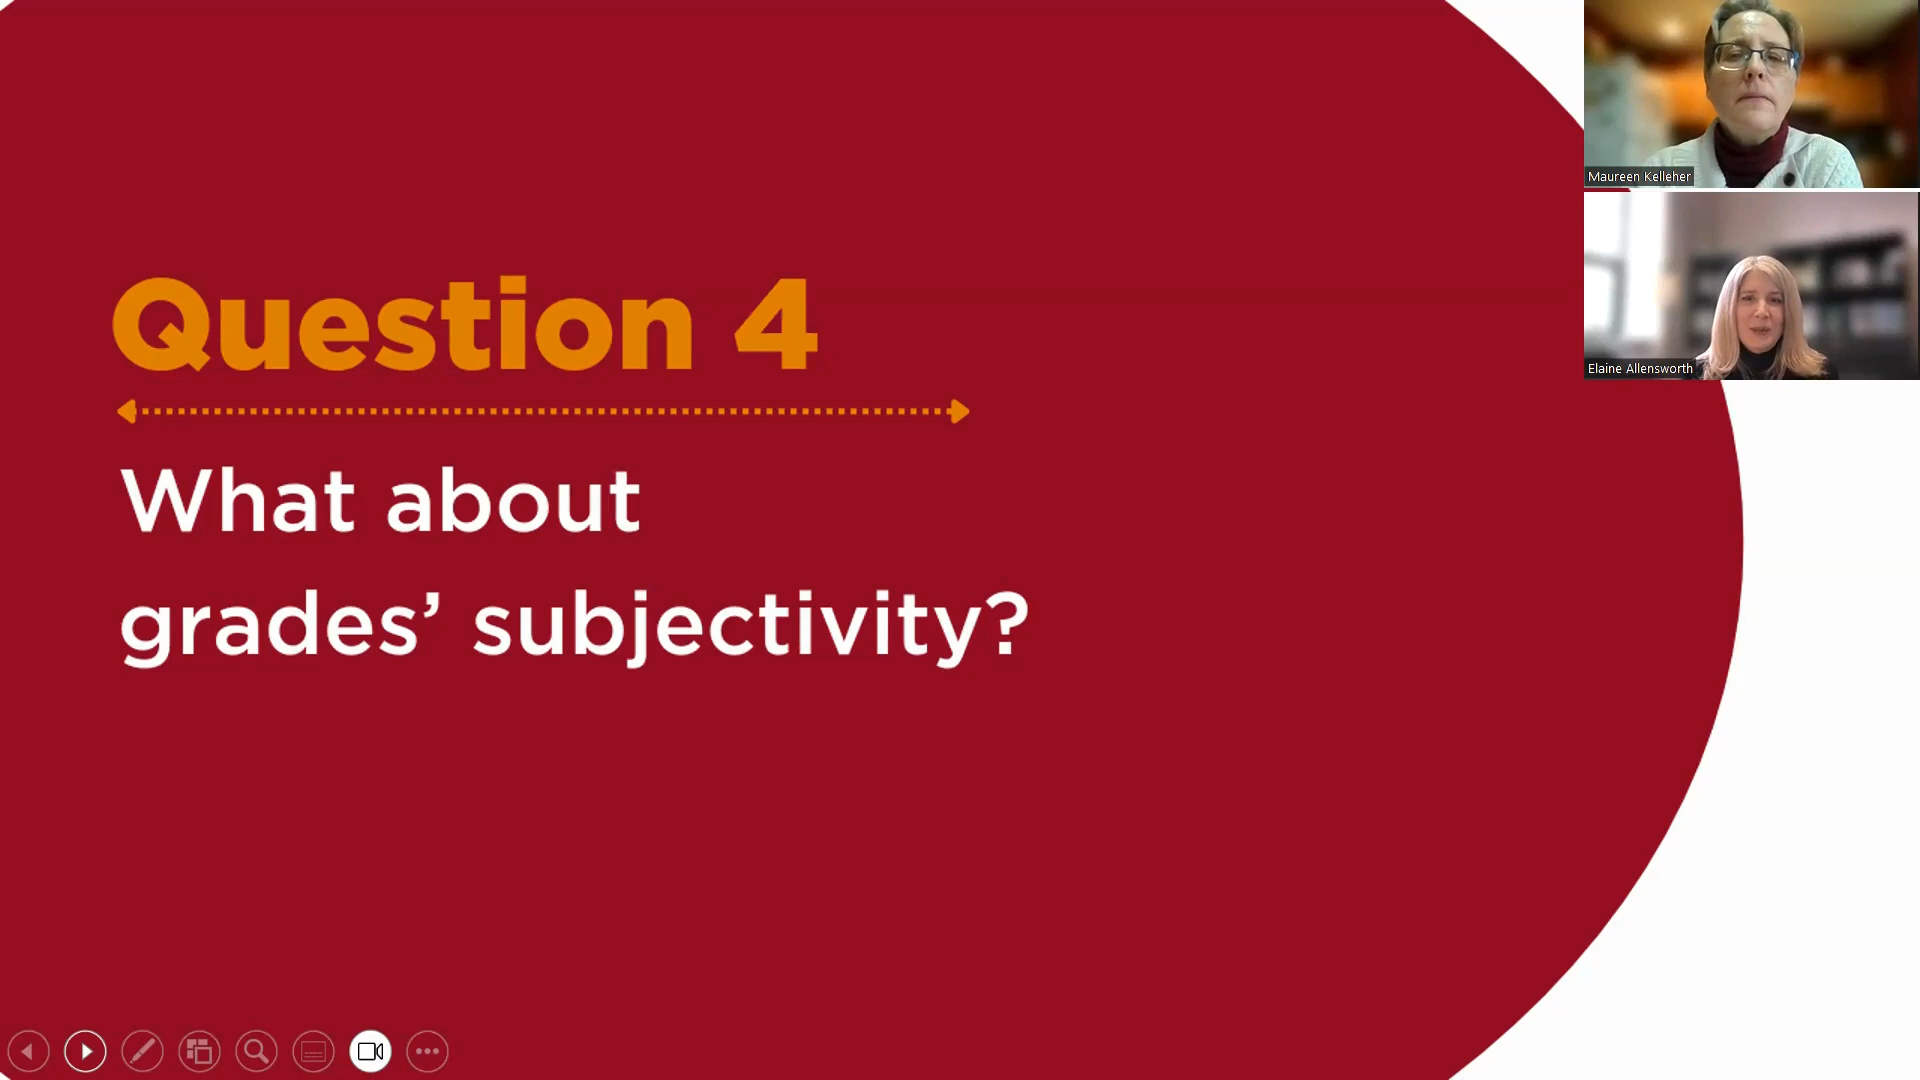 Question 4
What about
grades’ subjectivity?
Maureen Kelleher
Elaine Allensworth